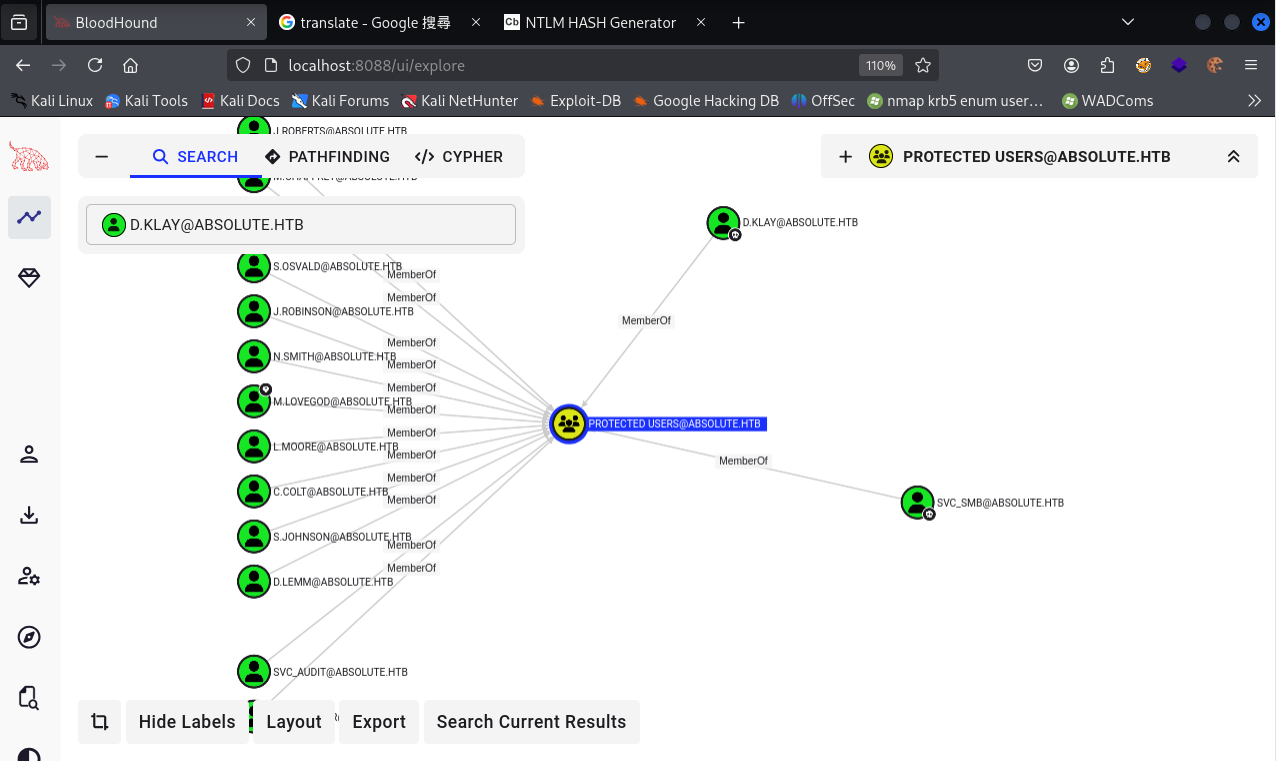 BloodHound
translate - Google 搜尋
Cb NTLM HASH Generator
localhost:8088/ui/explore
110%
Kali Linux
Kali Tools
Kali Docs
Kali Forums
Kali NetHunter
Exploit-DB
Google Hacking DB
OffSec
nmap krb5 enum user…
WADComs
J.ROBERTS@ABSOLUTE.HTB
SEARCH
PATHFINDING
CYPHER
PROTECTED USERS@ABSOLUTE.HTB
D.KLAY@ABSOLUTE.HTB
D.KLAY@ABSOLUTE.HTB
S.OSVALD@ABSOLUTE.HTB
MemberOf
MemberOf
J.ROBINSON@ABSOLUTE.HTB
MemberOf
MemberOf
N.SMITH@ABSOLUTE.HTB
MemberOf
MemberOf
M.LOVEGOD@ABSOLUTE.HTB
MemberOf
PROTECTED USERS@ABSOLUTE.HTB
MemberOf
L.MOORE@ABSOLUTE.HTB
MemberOf
MemberOf
MemberOf
C.COLT@ABSOLUTE.HTB
MemberOf
SVC_SMB@ABSOLUTE.HTB
S.JOHNSON@ABSOLUTE.HTB
MemberOf
MemberOf
D.LEMM@ABSOLUTE.HTB
SVC_AUDIT@ABSOLUTE.HTB
Hide Labels
Layout
Export
Search Current Results